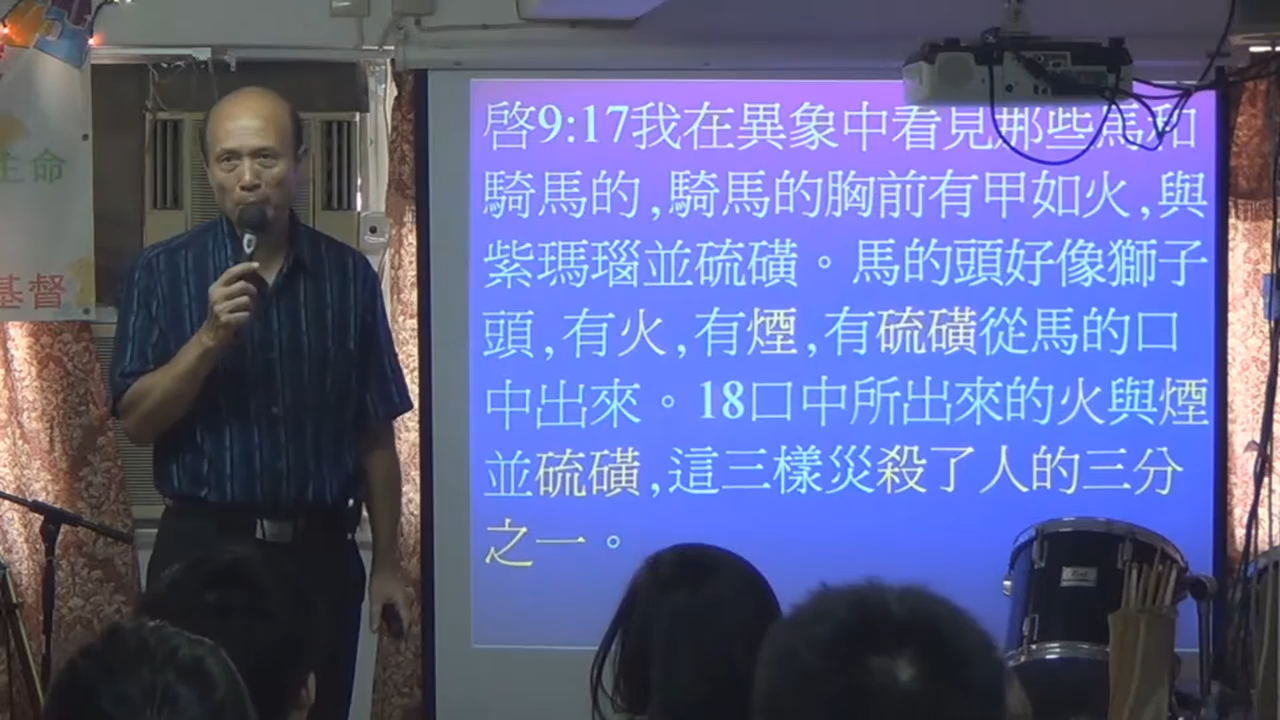 生命
基督
啓9:17我在異象中看見那些馬和
騎馬的,騎馬的胸前有甲如火,與
紫瑪瑙並硫磺。馬的頭好像獅子
頭,有火,有煙,有硫磺從馬的口
中出來。18口中所出來的火與煙
並硫磺,這三樣災殺了人的三分
之一。